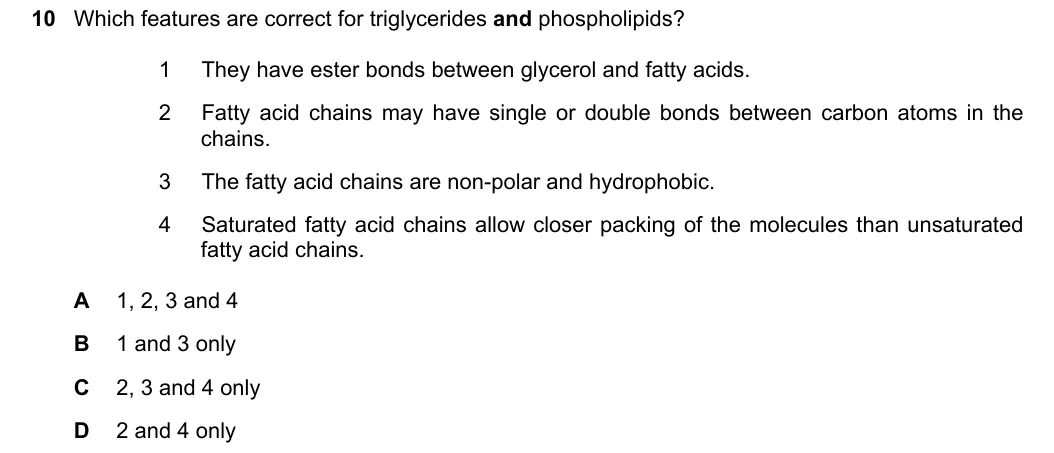 10 Which features are correct for triglycerides and phospholipids?
1 They have ester bonds between glycerol and fatty acids.
2 Fatty acid chains may have single or double bonds between carbon atoms in the
chains.
3 The fatty acid chains are non-polar and hydrophobic.
4 Saturated fatty acid chains allow closer packing of the molecules than unsaturated
fatty acid chains.
A 1, 2, 3 and 4
B 1 and 3 only
C 2, 3 and 4 only
D 2 and 4 only